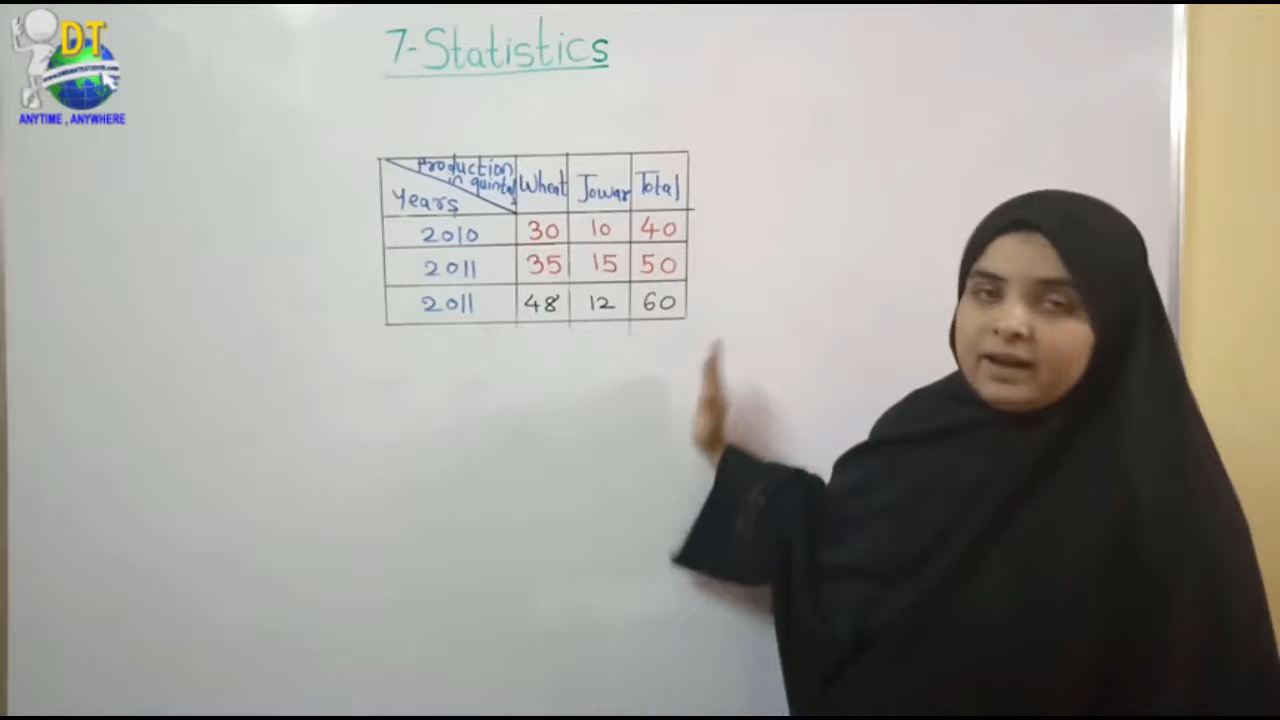 DT
ANYTIME , ANYWHERE
7-Statistics
Production in quintal Wheat Jowar Total
Years
2010 30 10 40
2011 35 15 50
2011 48 12 60